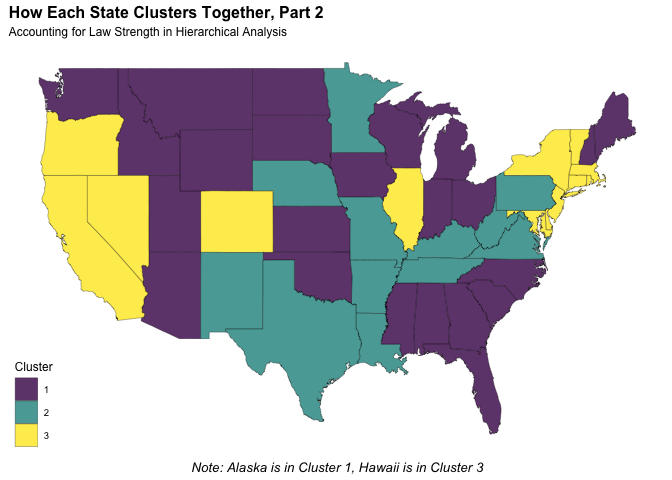 How Each State Clusters Together, Part 2
Accounting for Law Strength in Hierarchical Analysis
Cluster
1
2
3
Note: Alaska is in Cluster 1, Hawaii is in Cluster 3